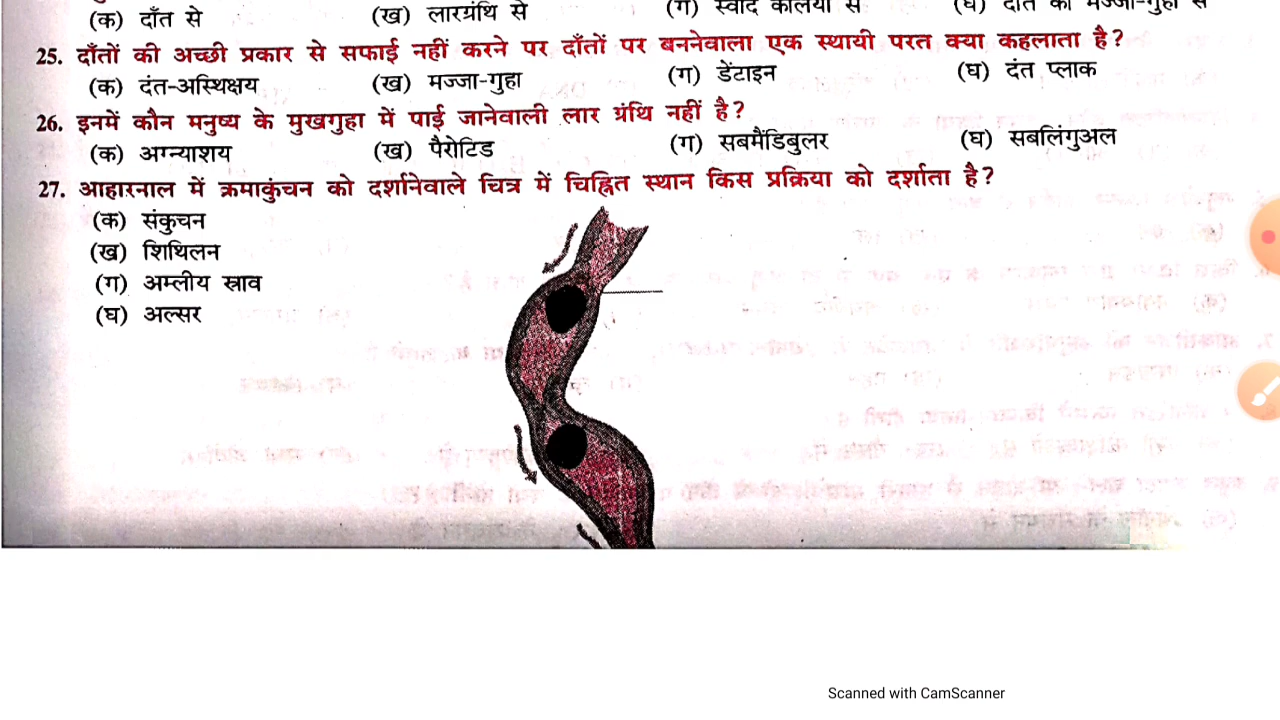 (क) दाँत से (ख) लारग्रंथि से (ग) स्वाद कलियों से (घ) दाँत की मज्जा-गुहा से
25. दाँतों की अच्छी प्रकार से सफाई नहीं करने पर दाँतों पर बननेवाला एक स्थायी परत क्या कहलाता है?
(क) दंत-अस्थिक्षय (ख) मज्जा-गुहा (ग) डेंटाइन (घ) दंत प्लाक
26. इनमें कौन मनुष्य के मुखगुहा में पाई जानेवाली लार ग्रंथि नहीं है?
(क) अग्न्याशय (ख) पैरोटिड (ग) सबमैंडिबुलर (घ) सबलिंगुअल
27. आहारनाल में क्रमाकुंचन को दर्शानेवाले चित्र में चिह्नित स्थान किस प्रक्रिया को दर्शाता है?
(क) संकुचन
(ख) शिथिलन
(ग) अम्लीय स्राव
(घ) अल्सर
Scanned with CamScanner